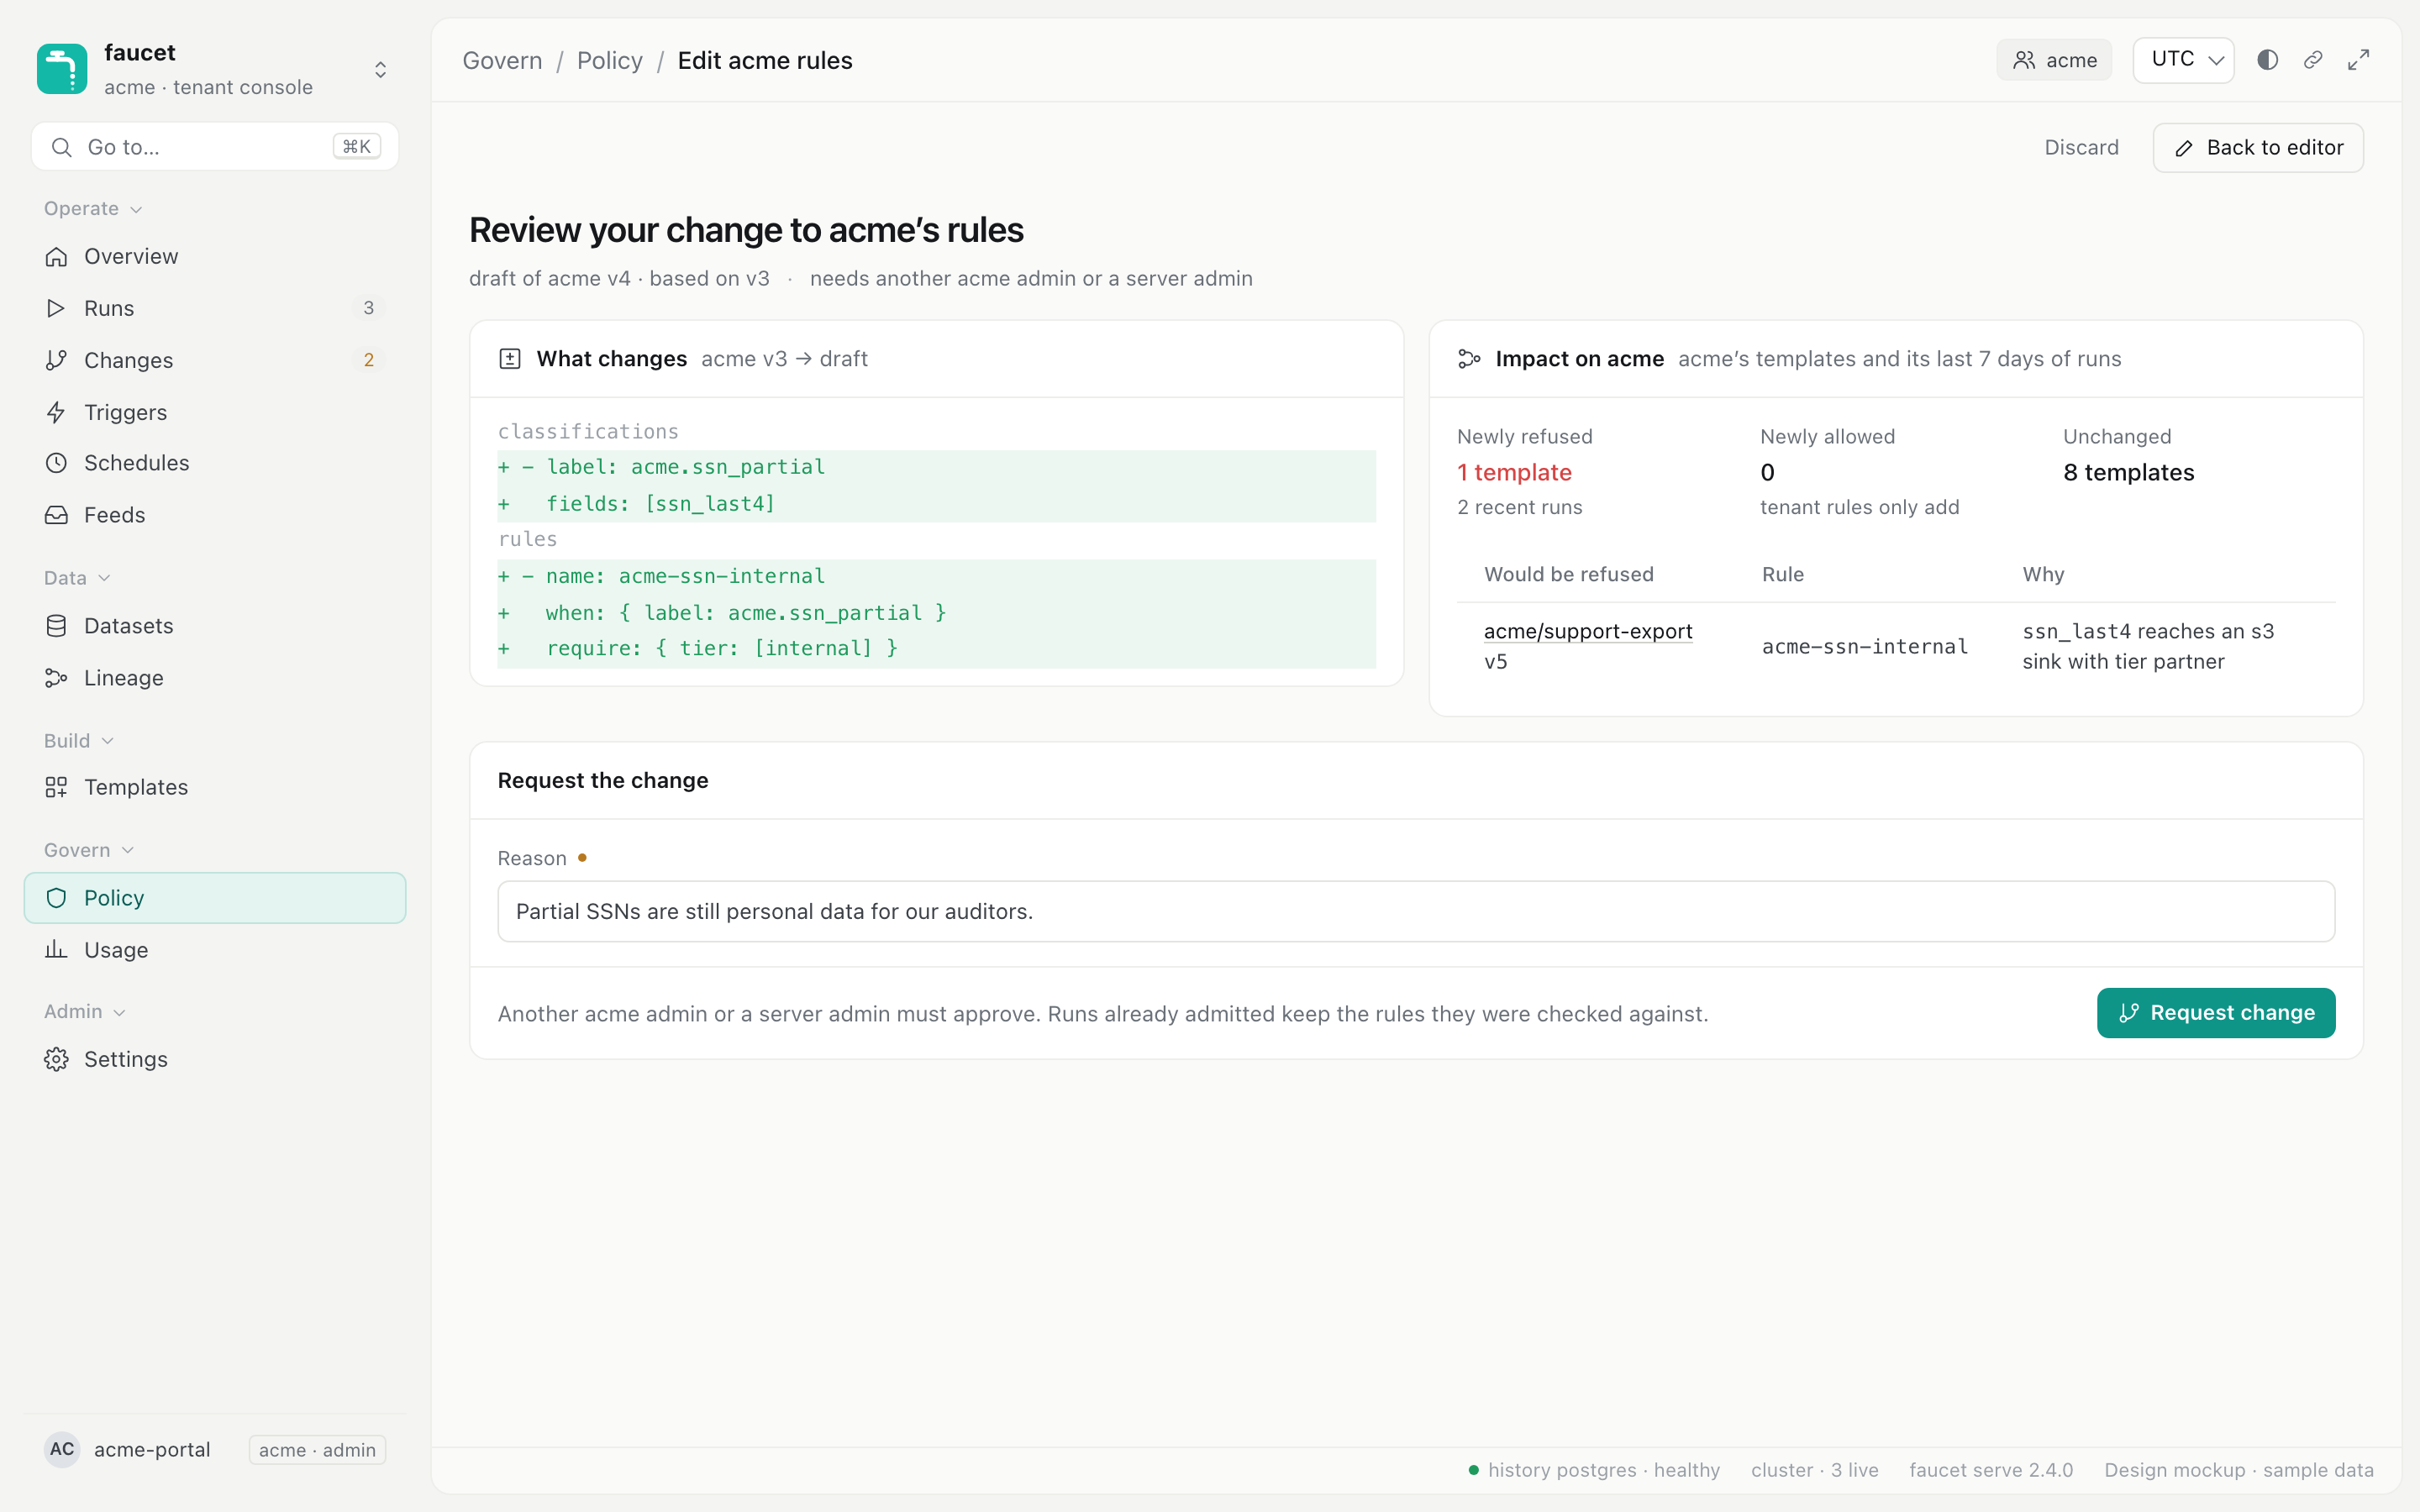 faucet
acme · tenant console
Go to...
⌘K
Operate
Overview
Runs
3
Changes
2
Triggers
Schedules
Feeds
Data
Datasets
Lineage
Build
Templates
Govern
Policy
Usage
Admin
Settings
AC
acme-portal
acme · admin
Govern / Policy / Edit acme rules
acme
UTC
Discard
Back to editor
Review your change to acme’s rules
draft of acme v4 · based on v3 · needs another acme admin or a server admin
What changes acme v3 → draft
classifications
+ - label: acme.ssn_partial
+   fields: [ssn_last4]
rules
+ - name: acme-ssn-internal
+   when: { label: acme.ssn_partial }
+   require: { tier: [internal] }
Impact on acme acme’s templates and its last 7 days of runs
Newly refused
1 template
2 recent runs
Newly allowed
0
tenant rules only add
Unchanged
8 templates
Would be refused
Rule
Why
acme/support-export
v5
acme-ssn-internal
ssn_last4 reaches an s3
sink with tier partner
Request the change
Reason
Partial SSNs are still personal data for our auditors.
Another acme admin or a server admin must approve. Runs already admitted keep the rules they were checked against.
Request change
history postgres · healthy
cluster · 3 live
faucet serve 2.4.0
Design mockup · sample data